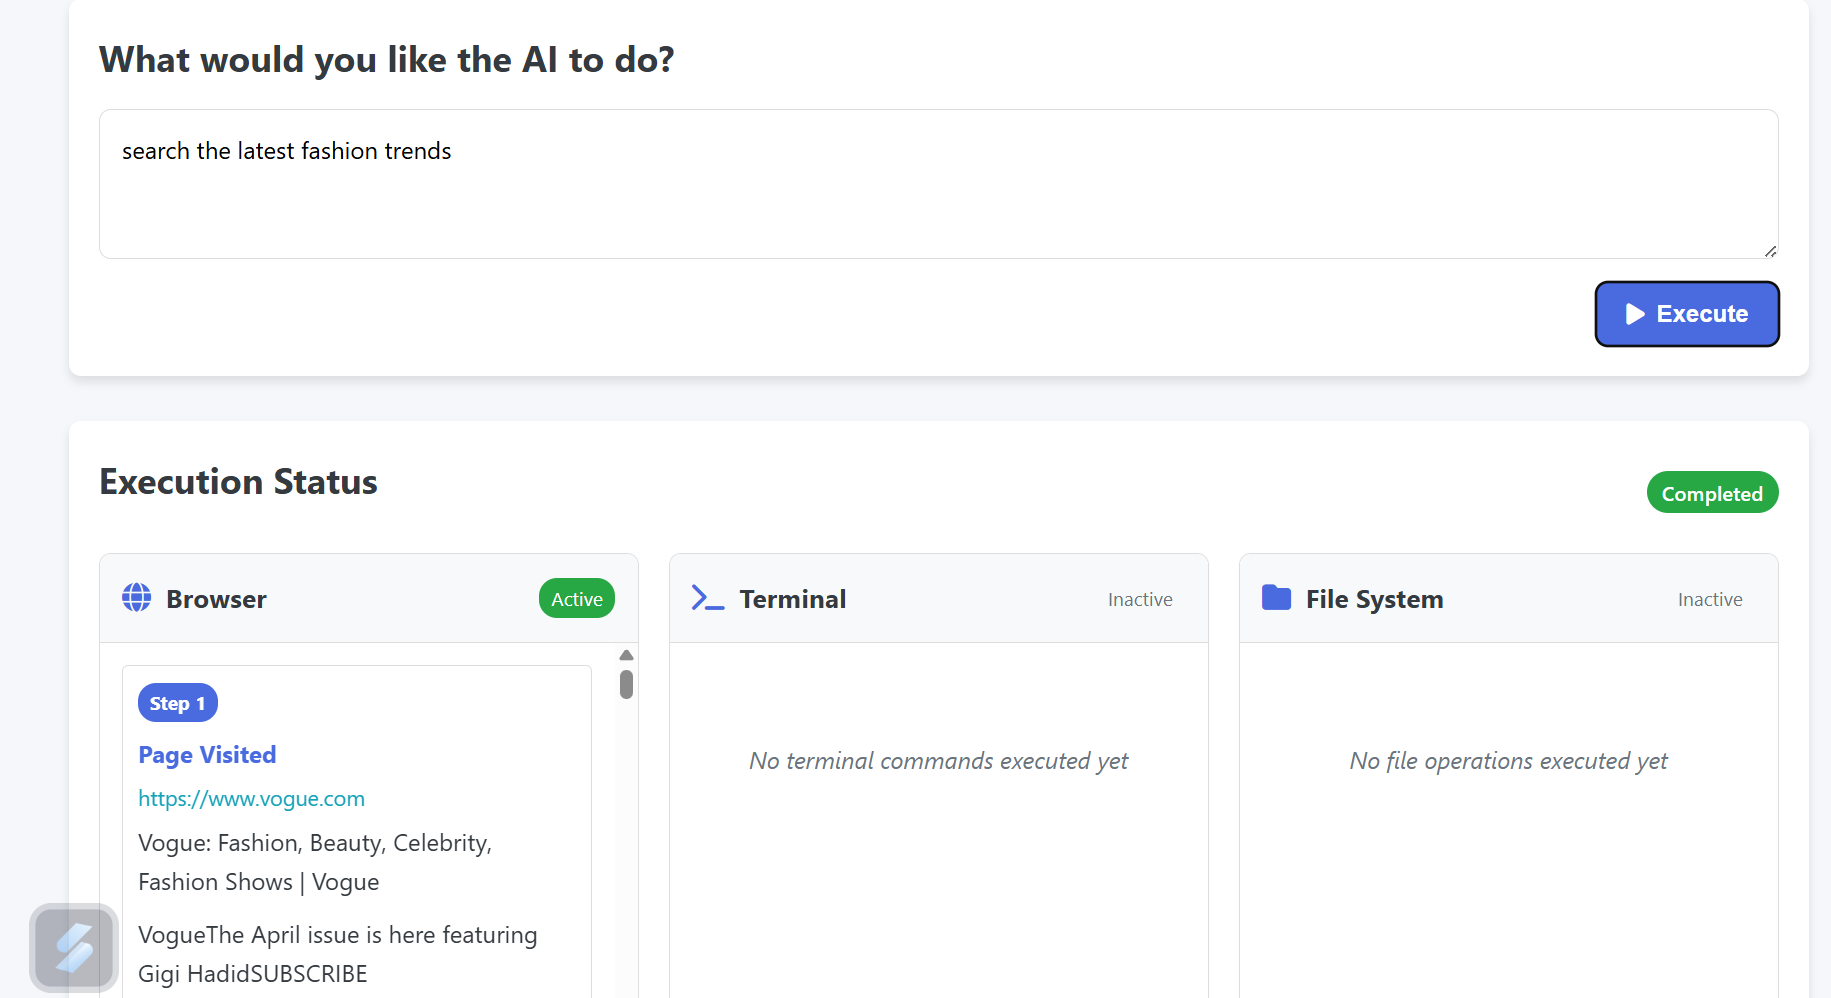 What would you like the AI to do?
search the latest fashion trends
Execute
Execution Status
Completed
Browser
Active
Step 1
Page Visited
https://www.vogue.com
Vogue: Fashion, Beauty, Celebrity,
Fashion Shows | Vogue
VogueThe April issue is here featuring
Gigi HadidSUBSCRIBE
Terminal
Inactive
No terminal commands executed yet
File System
Inactive
No file operations executed yet